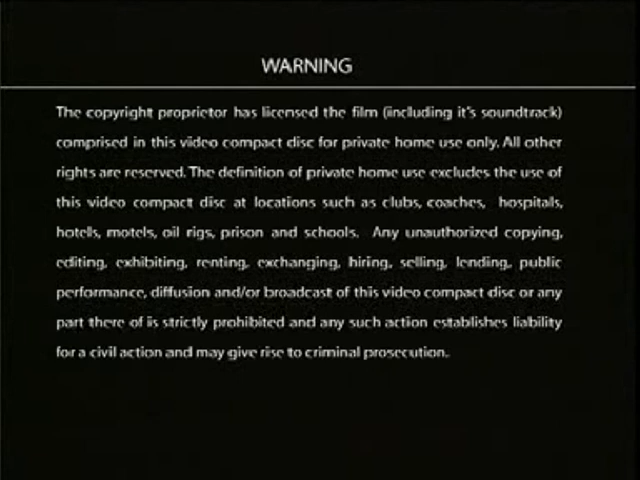 WARNING
The copyright proprietor has licensed the film (including it's soundtrack)
comprised in this video compact disc for private home use only. All other
rights are reserved. The definition of private home use excludes the use of
this video compact disc at locations such as clubs, coaches, hospitals,
hotels, motels, oil rigs, prison and schools. Any unauthorized copying,
editing, exhibiting, renting, exchanging, hiring, selling, lending, public
performance, diffusion and/or broadcast of this video compact disc or any
part there of is strictly prohibited and any such action establishes liability
for a civil action and may give rise to criminal prosecution.